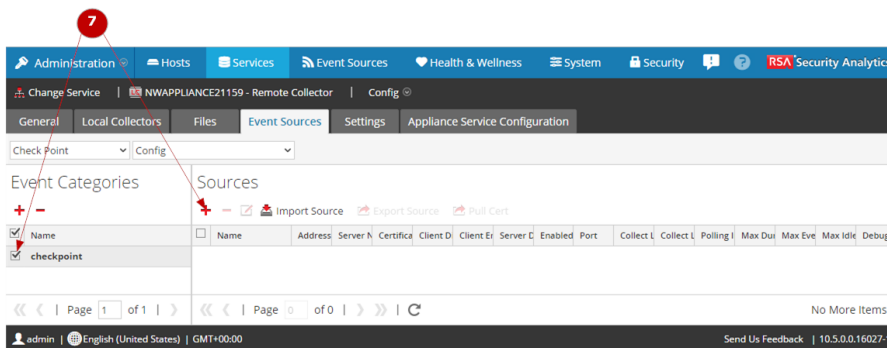 7
Administration Hosts Services Event Sources Health & Wellness System Security ! ? RSA Security Analytics
Change Service | NWAPPLIANCE21159 - Remote Collector | Config
General Local Collectors Files Event Sources Settings Appliance Service Configuration
Check Point Config
Event Categories Sources
+ − + − Import Source Export Source Pull Cert
Name Name Address Server N Certifica Client D Client En Server D Enabled Port Collect L Collect L Polling I Max Dur Max Eve Max Idle Debug
checkpoint
Page 1 of 1 | Page 0 of 0 | No More Items
admin | English (United States) | GMT+00:00 Send Us Feedback | 10.5.0.0.16027-